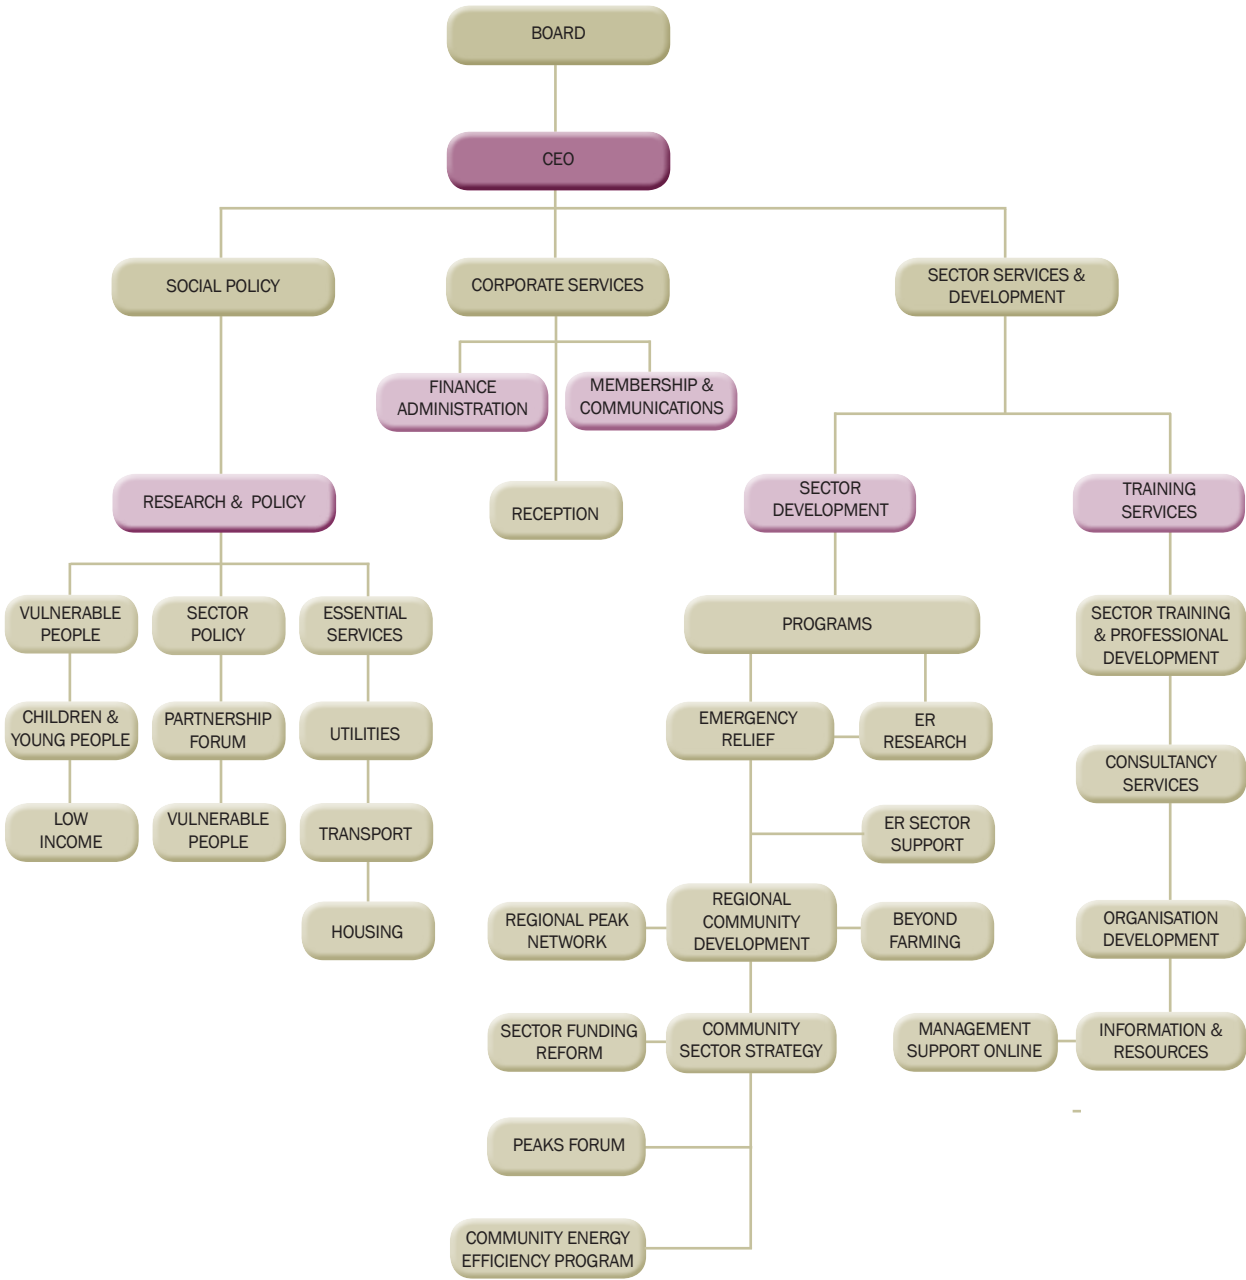 BOARD
CEO
SOCIAL POLICY
CORPORATE SERVICES
SECTOR SERVICES &
DEVELOPMENT
FINANCE
ADMINISTRATION
MEMBERSHIP &
COMMUNICATIONS
RESEARCH & POLICY
RECEPTION
SECTOR
DEVELOPMENT
TRAINING
SERVICES
VULNERABLE
PEOPLE
SECTOR
POLICY
ESSENTIAL
SERVICES
PROGRAMS
SECTOR TRAINING
& PROFESSIONAL
DEVELOPMENT
CHILDREN &
YOUNG PEOPLE
PARTNERSHIP
FORUM
UTILITIES
EMERGENCY
RELIEF
ER
RESEARCH
CONSULTANCY
SERVICES
LOW
INCOME
VULNERABLE
PEOPLE
TRANSPORT
ER SECTOR
SUPPORT
HOUSING
REGIONAL PEAK
NETWORK
REGIONAL
COMMUNITY
DEVELOPMENT
BEYOND
FARMING
ORGANISATION
DEVELOPMENT
SECTOR FUNDING
REFORM
COMMUNITY
SECTOR STRATEGY
MANAGEMENT
SUPPORT ONLINE
INFORMATION &
RESOURCES
PEAKS FORUM
COMMUNITY ENERGY
EFFICIENCY PROGRAM